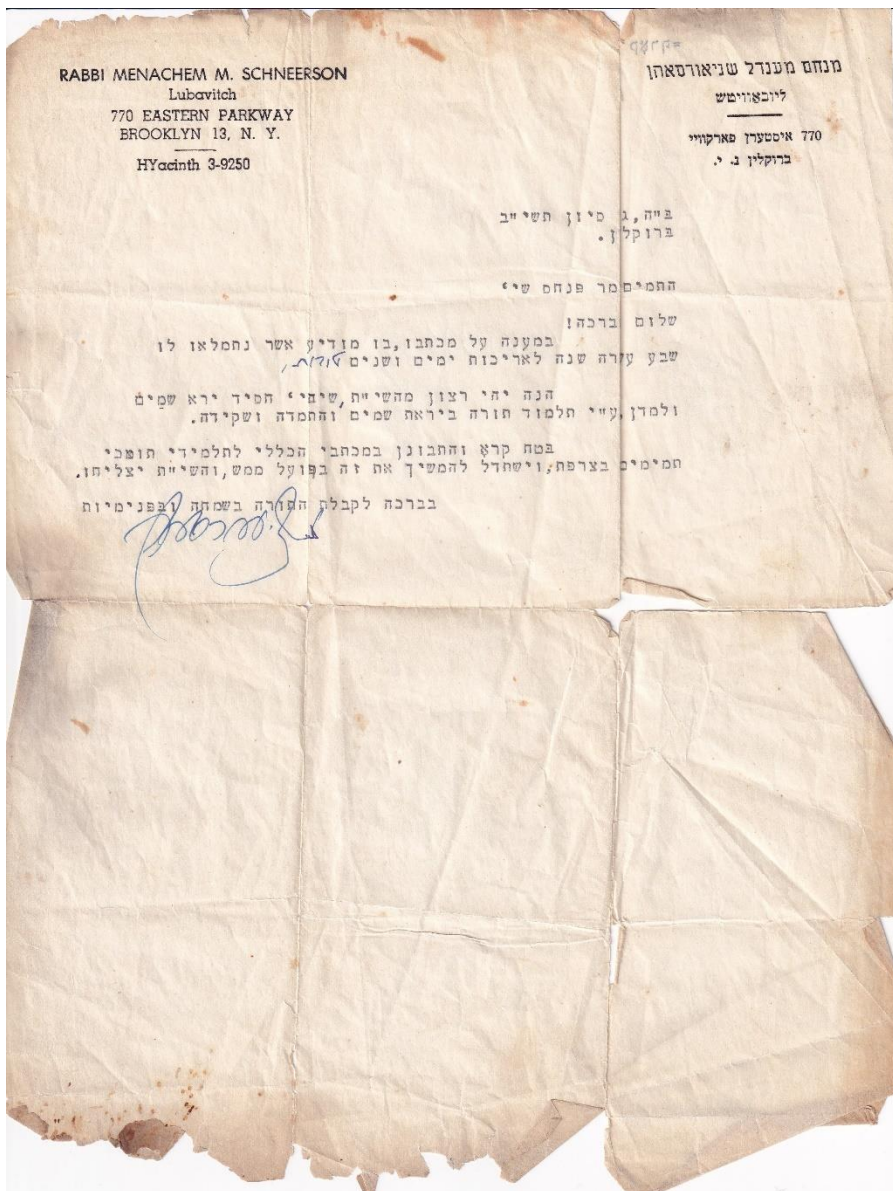 RABBI MENACHEM M. SCHNEERSON
Lubavitch
770 EASTERN PARKWAY
BROOKLYN 13, N. Y.
HYacinth 3-9250
מנחם מענדל שניאורסאהן
ליובאוויטש
770 איסטערן פארקוויי
ברוקלין נ. י.
ב"ה, ג סיון תשי"ב
ברוקלין.
התמים מר פנחס שי'
שלום וברכה!
במענה על מכתבו, בו מודיע אשר נתמלאו לו
שבע עשרה שנה לאריכות ימים ושנים טובות,
הנה יהי רצון מהשי"ת, שיהי' חסיד ירא שמים
ולמדן, ע"י תלמוד תורה ביראת שמים והתמדה ושקידה.
בטח קרא והתבונן במכתבי הכללי לתלמידי תומכי
תמימים בצרפת, וישתדל להמשיך את זה בפועל ממש, והשי"ת יצליחו.
בברכה לקבלת התורה בשמחה ובפנימיות